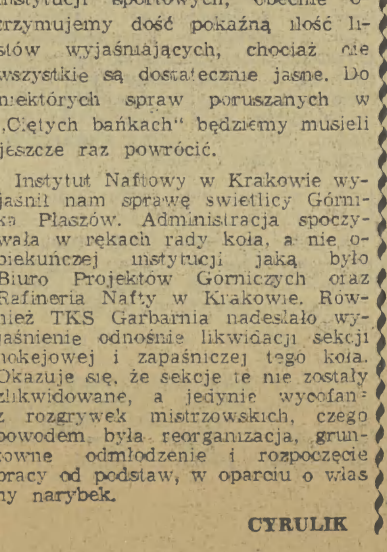 instytucji sportowych, obecnie o-
trzymujemy dość pokaźną ilość li-
stów wyjaśniających, chociaż nie
wszystkie są dostatecznie jasne. Do
niektórych spraw poruszanych w
„Ciętych bańkach" będziemy musieli
jeszcze raz powrócić.
Instytut Naftowy w Krakowie wy-
jaśnił nam sprawę świetlicy Górni-
ka Płaszów. Administracja spoczy-
wała w rękach rady koła, a nie o-
piekuńczej instytucji jaką było
Biuro Projektów Górniczych oraz
Rafineria Nafty w Krakowie. Rów-
nież TKS Garbarnia nadesłało wy-
jaśnienie odnośnie likwidacji sekcji
hokejowej i zapaśniczej tego koła.
Okazuje się, że sekcje te nie zostały
zlikwidowane, a jedynie wycofan-
z rozgrywek mistrzowskich, czego
powodem była reorganizacja, grun-
towne odmłodzenie i rozpoczęcie
pracy od podstaw, w oparciu o włas
ny narybek.
CYRULIK